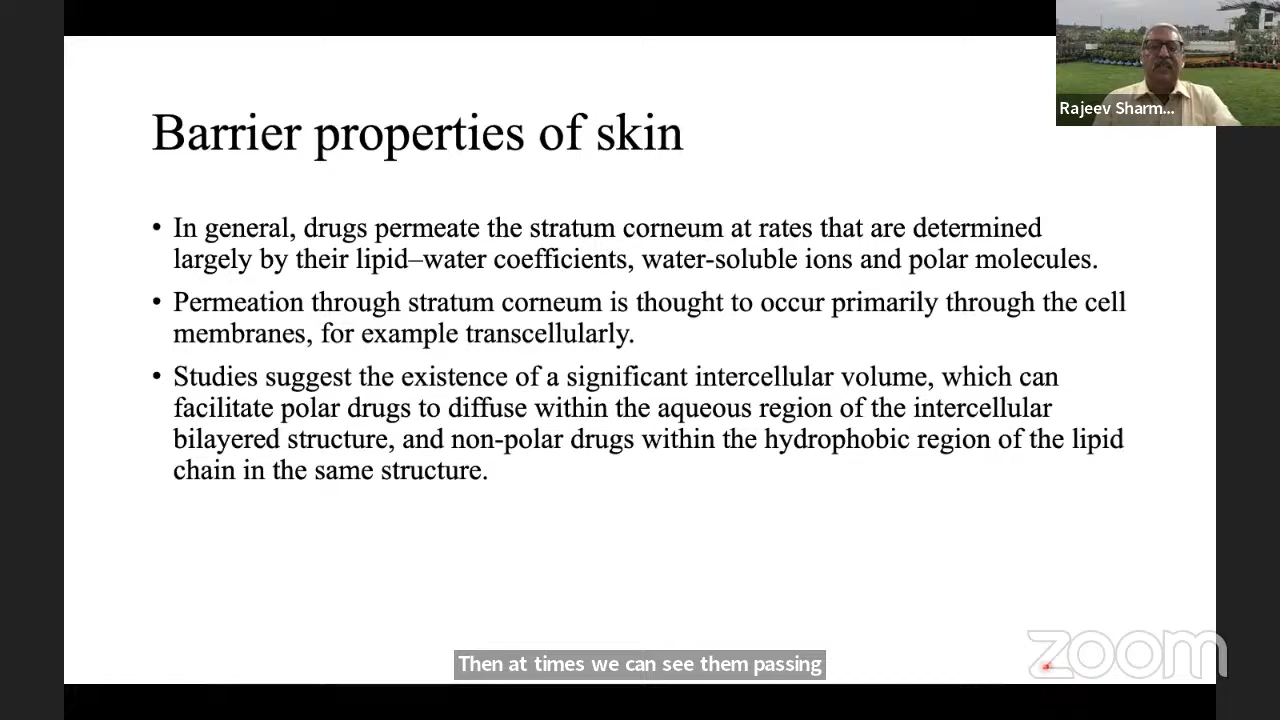 Rajeev Sharm...
Barrier properties of skin
• In general, drugs permeate the stratum corneum at rates that are determined
largely by their lipid–water coefficients, water-soluble ions and polar molecules.
• Permeation through stratum corneum is thought to occur primarily through the cell
membranes, for example transcellularly.
• Studies suggest the existence of a significant intercellular volume, which can
facilitate polar drugs to diffuse within the aqueous region of the intercellular
bilayered structure, and non-polar drugs within the hydrophobic region of the lipid
chain in the same structure.
Then at times we can see them passing
zoom